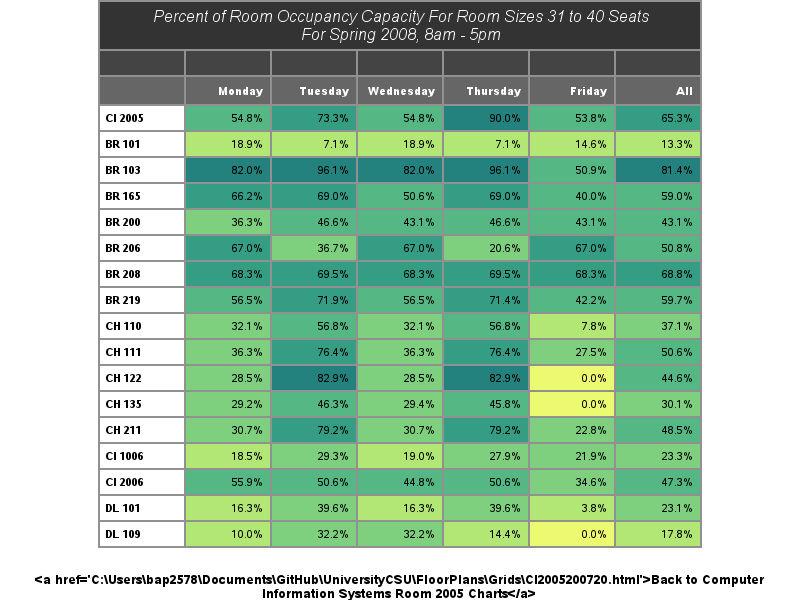 Percent of Room Occupancy Capacity For Room Sizes 31 to 40 Seats
For Spring 2008, 8am - 5pm
Monday Tuesday Wednesday Thursday Friday All
CI 2005 54.8% 73.3% 54.8% 90.0% 53.8% 65.3%
BR 101 18.9% 7.1% 18.9% 7.1% 14.6% 13.3%
BR 103 82.0% 96.1% 82.0% 96.1% 50.9% 81.4%
BR 165 66.2% 69.0% 50.6% 69.0% 40.0% 59.0%
BR 200 36.3% 46.6% 43.1% 46.6% 43.1% 43.1%
BR 206 67.0% 36.7% 67.0% 20.6% 67.0% 50.8%
BR 208 68.3% 69.5% 68.3% 69.5% 68.3% 68.8%
BR 219 56.5% 71.9% 56.5% 71.4% 42.2% 59.7%
CH 110 32.1% 56.8% 32.1% 56.8% 7.8% 37.1%
CH 111 36.3% 76.4% 36.3% 76.4% 27.5% 50.6%
CH 122 28.5% 82.9% 28.5% 82.9% 0.0% 44.6%
CH 135 29.2% 46.3% 29.4% 45.8% 0.0% 30.1%
CH 211 30.7% 79.2% 30.7% 79.2% 22.8% 48.5%
CI 1006 18.5% 29.3% 19.0% 27.9% 21.9% 23.3%
CI 2006 55.9% 50.6% 44.8% 50.6% 34.6% 47.3%
DL 101 16.3% 39.6% 16.3% 39.6% 3.8% 23.1%
DL 109 10.0% 32.2% 32.2% 14.4% 0.0% 17.8%
<a href='C:\Users\bap2578\Documents\GitHub\UniversityCSU\FloorPlans\Grids\CI2005200720.html'>Back to Computer
Information Systems Room 2005 Charts</a>